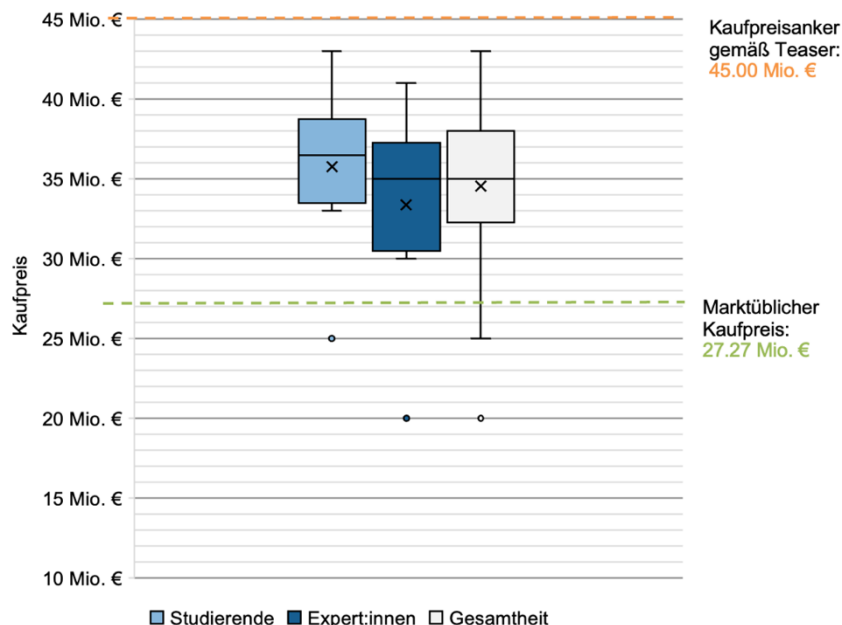 45 Mio. €
40 Mio. €
35 Mio. €
30 Mio. €
25 Mio. €
20 Mio. €
15 Mio. €
10 Mio. €
Kaufpreis
Kaufpreisanker
gemäß Teaser:
45.00 Mio. €
Marktüblicher
Kaufpreis:
27.27 Mio. €
Studierende Expert:innen Gesamtheit